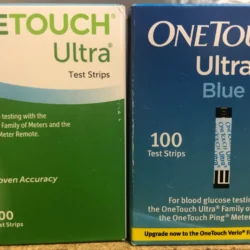 ETOUCH®
Ultra®
Test Strips
testing with the
Family of Meters and the
Meter Remote.
oven Accuracy
00
ONETOUC
Ultra
Blue
100
Test Strips
For blood glucose testing
the OneTouch Ultra® Family of
the OneTouch Ping® Meter
Upgrade now to the OneTouch Verio®